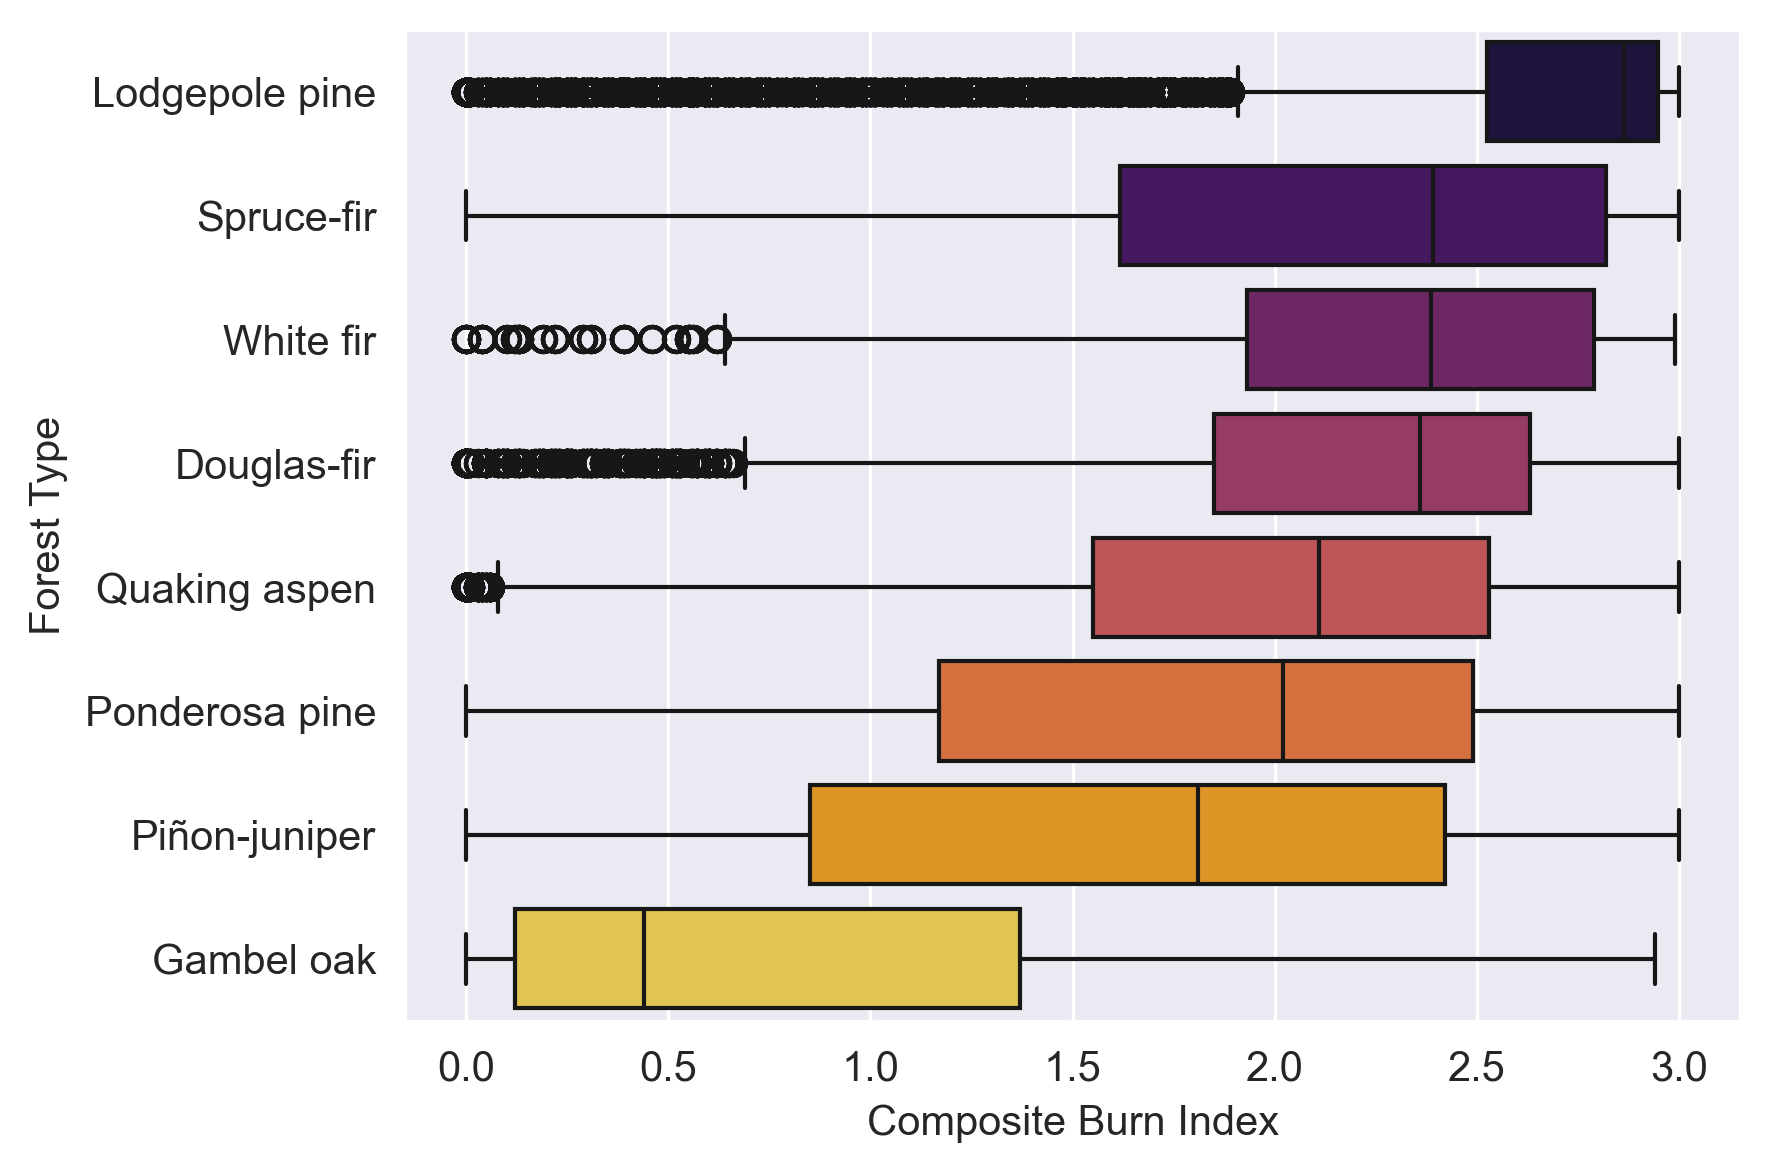 Lodgepole pine
Spruce-fir
White fir
Douglas-fir
Quaking aspen
Ponderosa pine
Piñon-juniper
Gambel oak
Forest Type
0.0 0.5 1.0 1.5 2.0 2.5 3.0
Composite Burn Index